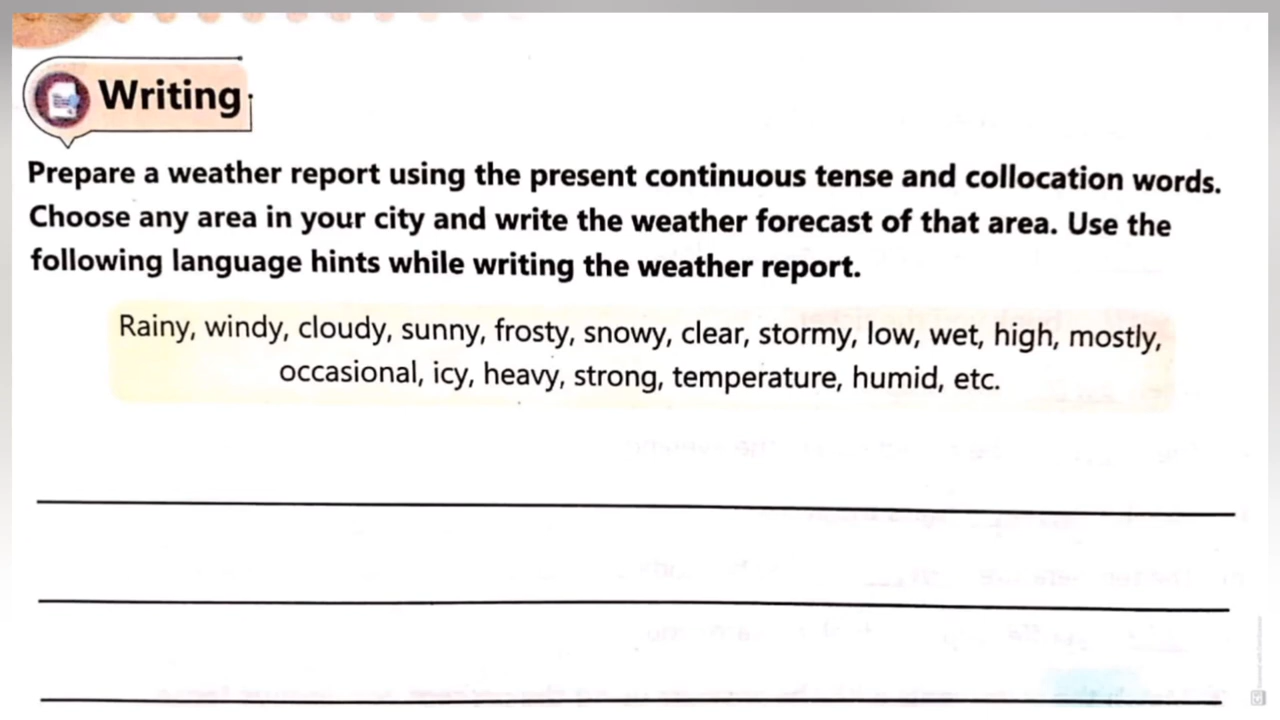 Writing
Prepare a weather report using the present continuous tense and collocation words.
Choose any area in your city and write the weather forecast of that area. Use the
following language hints while writing the weather report.
Rainy, windy, cloudy, sunny, frosty, snowy, clear, stormy, low, wet, high, mostly,
occasional, icy, heavy, strong, temperature, humid, etc.